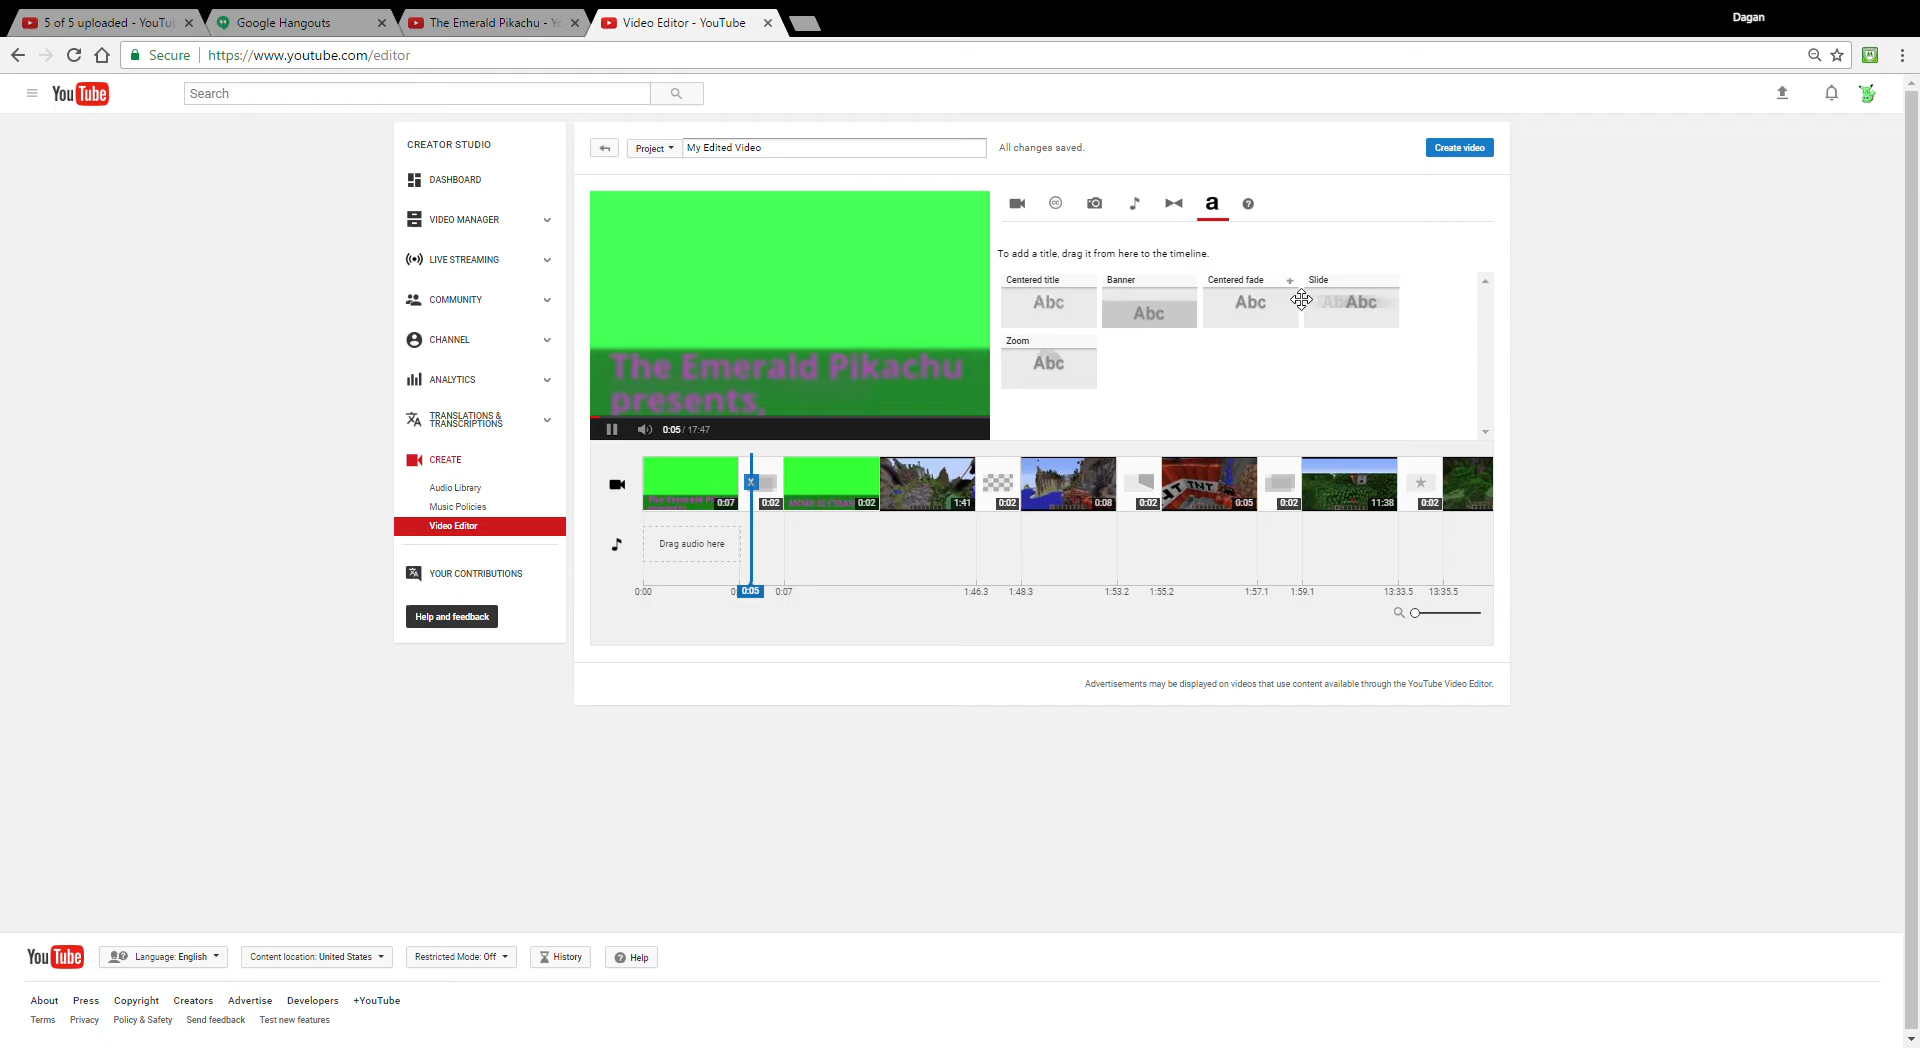 5 of 5 uploaded - YouTu
Google Hangouts
The Emerald Pikachu - Yo
Video Editor - YouTube
Dagan
Secure
https://www.youtube.com/editor
YouTube
Search
CREATOR STUDIO
DASHBOARD
VIDEO MANAGER
LIVE STREAMING
COMMUNITY
CHANNEL
ANALYTICS
TRANSLATIONS &
TRANSCRIPTIONS
CREATE
Audio Library
Music Policies
Video Editor
YOUR CONTRIBUTIONS
Help and feedback
Project
My Edited Video
All changes saved.
Create video
The Emerald Pikachu
presents,
0:05 / 17:47
a
To add a title, drag it from here to the timeline.
Centered title
Banner
Centered fade
Slide
Abc
Abc
Abc
Abc
Zoom
Abc
0:07
0:02
0:02
1:41
0:02
0:08
0:02
TNT
0:05
0:02
11:38
0:02
Drag audio here
0:00
0:05
0:07
1:46.3
1:48.3
1:53.2
1:55.2
1:57.1
1:59.1
13:33.5
13:35.5
Advertisements may be displayed on videos that use content available through the YouTube Video Editor.
YouTube
Language: English
Content location: United States
Restricted Mode: Off
History
Help
About
Press
Copyright
Creators
Advertise
Developers
+YouTube
Terms
Privacy
Policy & Safety
Send feedback
Test new features